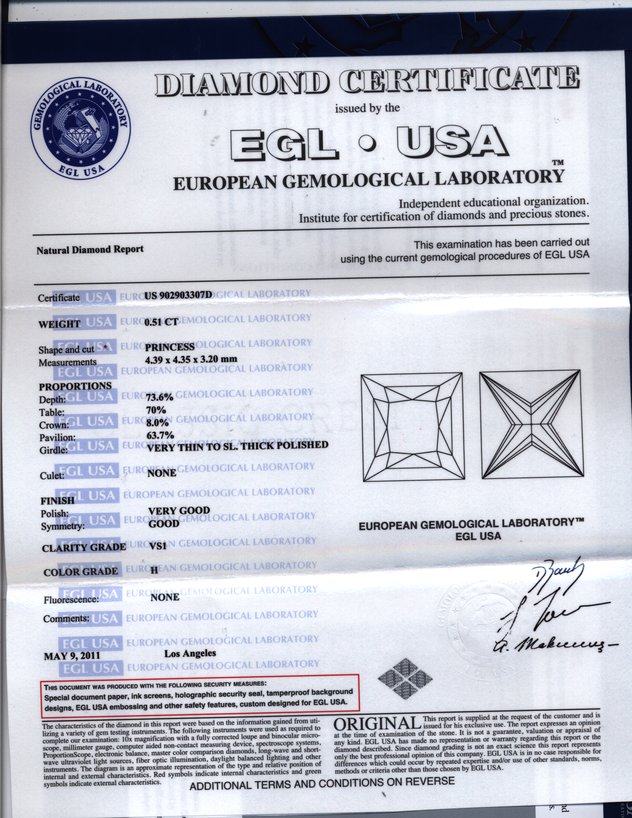 GEMOLOGICAL LABORATORY
EGL USA
DIAMOND CERTIFICATE
issued by the
EGL • USA
EUROPEAN GEMOLOGICAL LABORATORY™
Independent educational organization.
Institute for certification of diamonds and precious stones.
Natural Diamond Report
This examination has been carried out
using the current gemological procedures of EGL USA
Certificate US 902903307D
WEIGHT 0.51 CT
Shape and cut * PRINCESS
Measurements 4.39 x 4.35 x 3.20 mm
PROPORTIONS
Depth: 73.6%
Table: 70%
Crown: 8.0%
Pavilion: 63.7%
Girdle: VERY THIN TO SL. THICK POLISHED
Culet: NONE
FINISH
Polish: VERY GOOD
Symmetry: GOOD
CLARITY GRADE VS1
COLOR GRADE H
Fluorescence: NONE
Comments:
MAY 9, 2011 Los Angeles
EUROPEAN GEMOLOGICAL LABORATORY™
EGL USA
THIS DOCUMENT WAS PRODUCED WITH THE FOLLOWING SECURITY MEASURES:
Special document paper, ink screens, holographic security seal, tamperproof background
designs, EGL USA embossing and other safety features, custom designed for EGL USA.
The characteristics of the diamond in this report were based on the information gained from uti-
lizing a variety of gem testing instruments. The following instruments were used as required to
complete our examination: 10x magnification with a fully corrected loupe and binocular micro-
scope, millimeter gauge, computer aided non-contact measuring device, spectroscope systems,
ProportionScope, electronic balance, master color comparison diamonds, long-wave and short-
wave ultraviolet light sources, fiber optic illumination, daylight balanced lighting and other
instruments. The diagram is an approximate representation of the type and relative position of
internal and external characteristics. Red symbols indicate internal characteristics and green
symbols indicate external characteristics.
ORIGINAL This report is supplied at the request of the customer and is
issued for his exclusive use. The report expresses an opinion
at the time of examination of the stone. It is not a guarantee, valuation or appraisal of
any kind. EGL USA has made no representation or warranty regarding this report or the
diamond described. Since diamond grading is not an exact science this report represents
only the best professional opinion of this company. EGL USA is in no case responsible for
differences which could occur by repeated expertise and/or use of other standards, norms,
methods or criteria other than those chosen by EGL USA.
ADDITIONAL TERMS AND CONDITIONS ON REVERSE